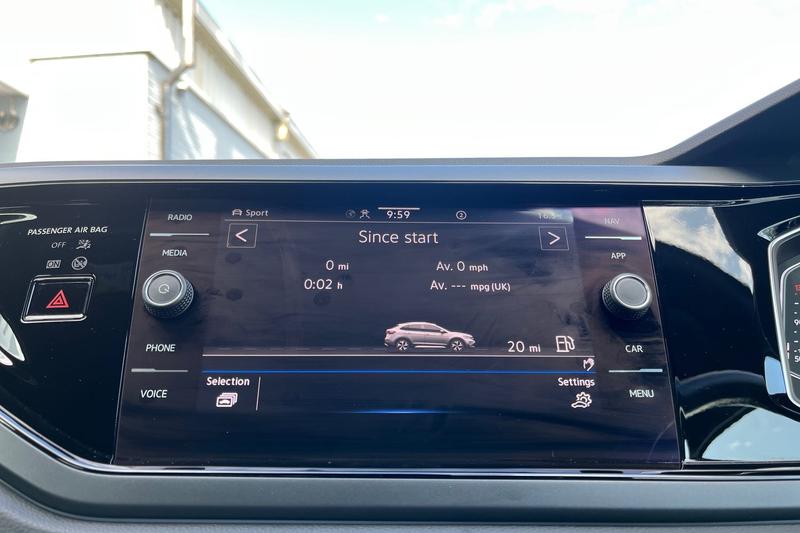 PASSENGER AIR BAG
OFF
ON
RADIO
MEDIA
PHONE
VOICE
Sport
9:59
2
Since start
0 mi
Av. 0 mph
0:02 h
Av. --- mpg (UK)
20 mi
Selection
Settings
NAV
APP
CAR
MENU